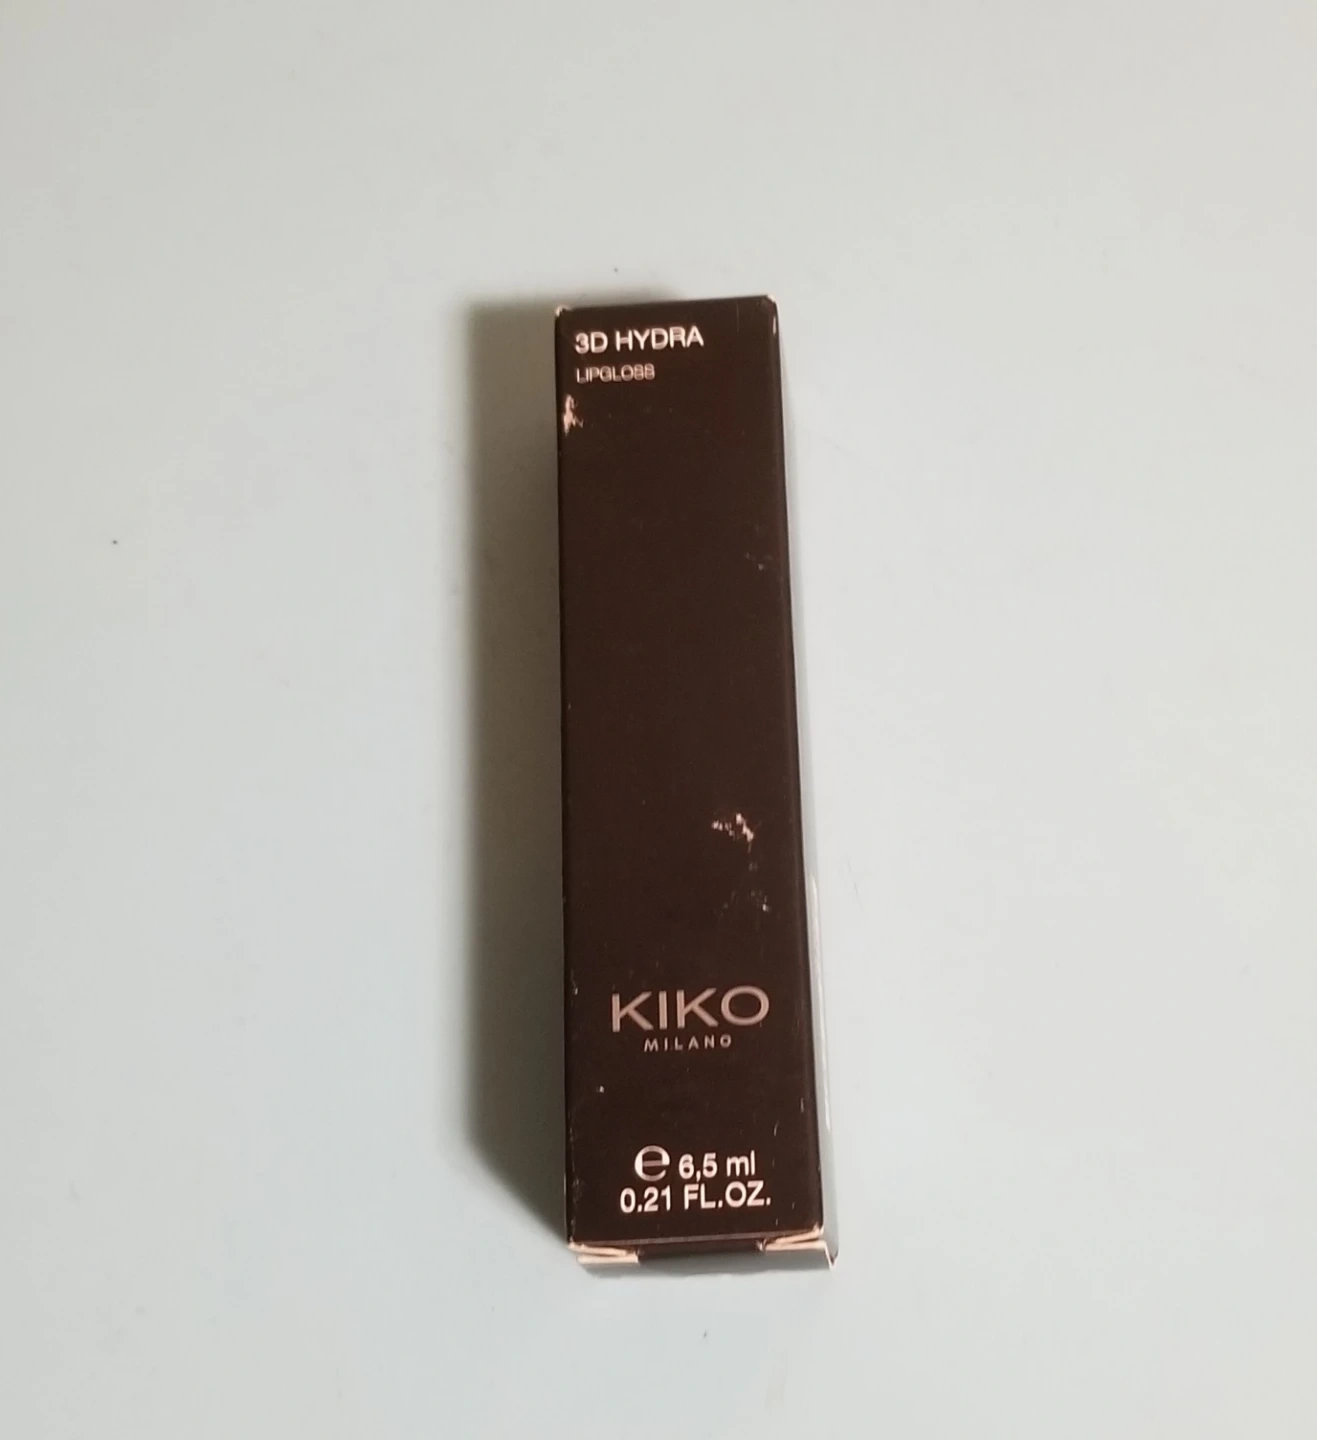 3D HYDRA
LIPGLOSS
KIKO
MILANO
℮ 6,5 ml
0.21 FL.OZ.